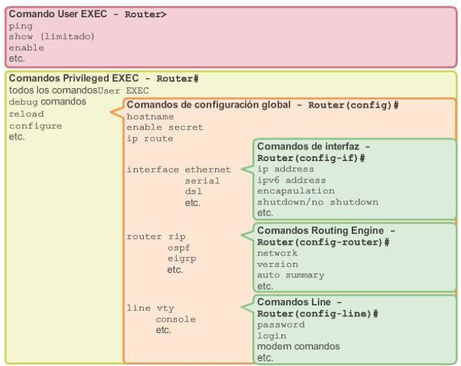 Comando User EXEC - Router>
ping
show (limitado)
enable
etc.
Comandos Privileged EXEC - Router#
todos los comandosUser EXEC
debug comandos
reload
configure
etc.
Comandos de configuración global - Router(config)#
hostname
enable secret
ip route
interface ethernet
serial
dsl
etc.
Comandos de interfaz -
Router(config-if)#
ip address
ipv6 address
encapsulation
shutdown/no shutdown
etc.
router rip
ospf
eigrp
etc.
Comandos Routing Engine -
Router(config-router)#
network
version
auto summary
etc.
line vty
console
etc.
Comandos Line -
Router(config-line)#
password
login
modem comandos
etc.